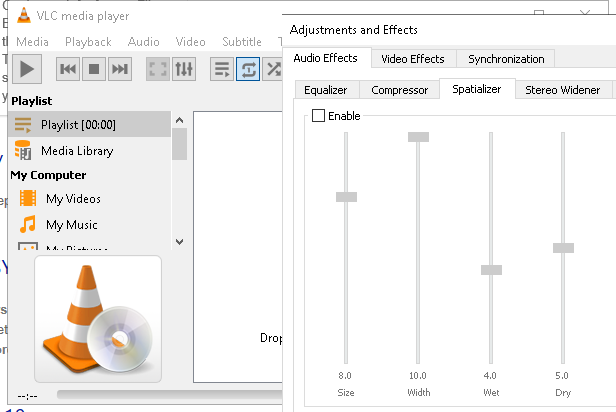 VLC media player
Media Playback Audio Video Subtitle
Playlist
Playlist [00:00]
Media Library
My Computer
My Videos
My Music
My Pictures
Drop
--:--
Adjustments and Effects
Audio Effects Video Effects Synchronization
Equalizer Compressor Spatializer Stereo Widener
Enable
8.0 10.0 4.0 5.0
Size Width Wet Dry